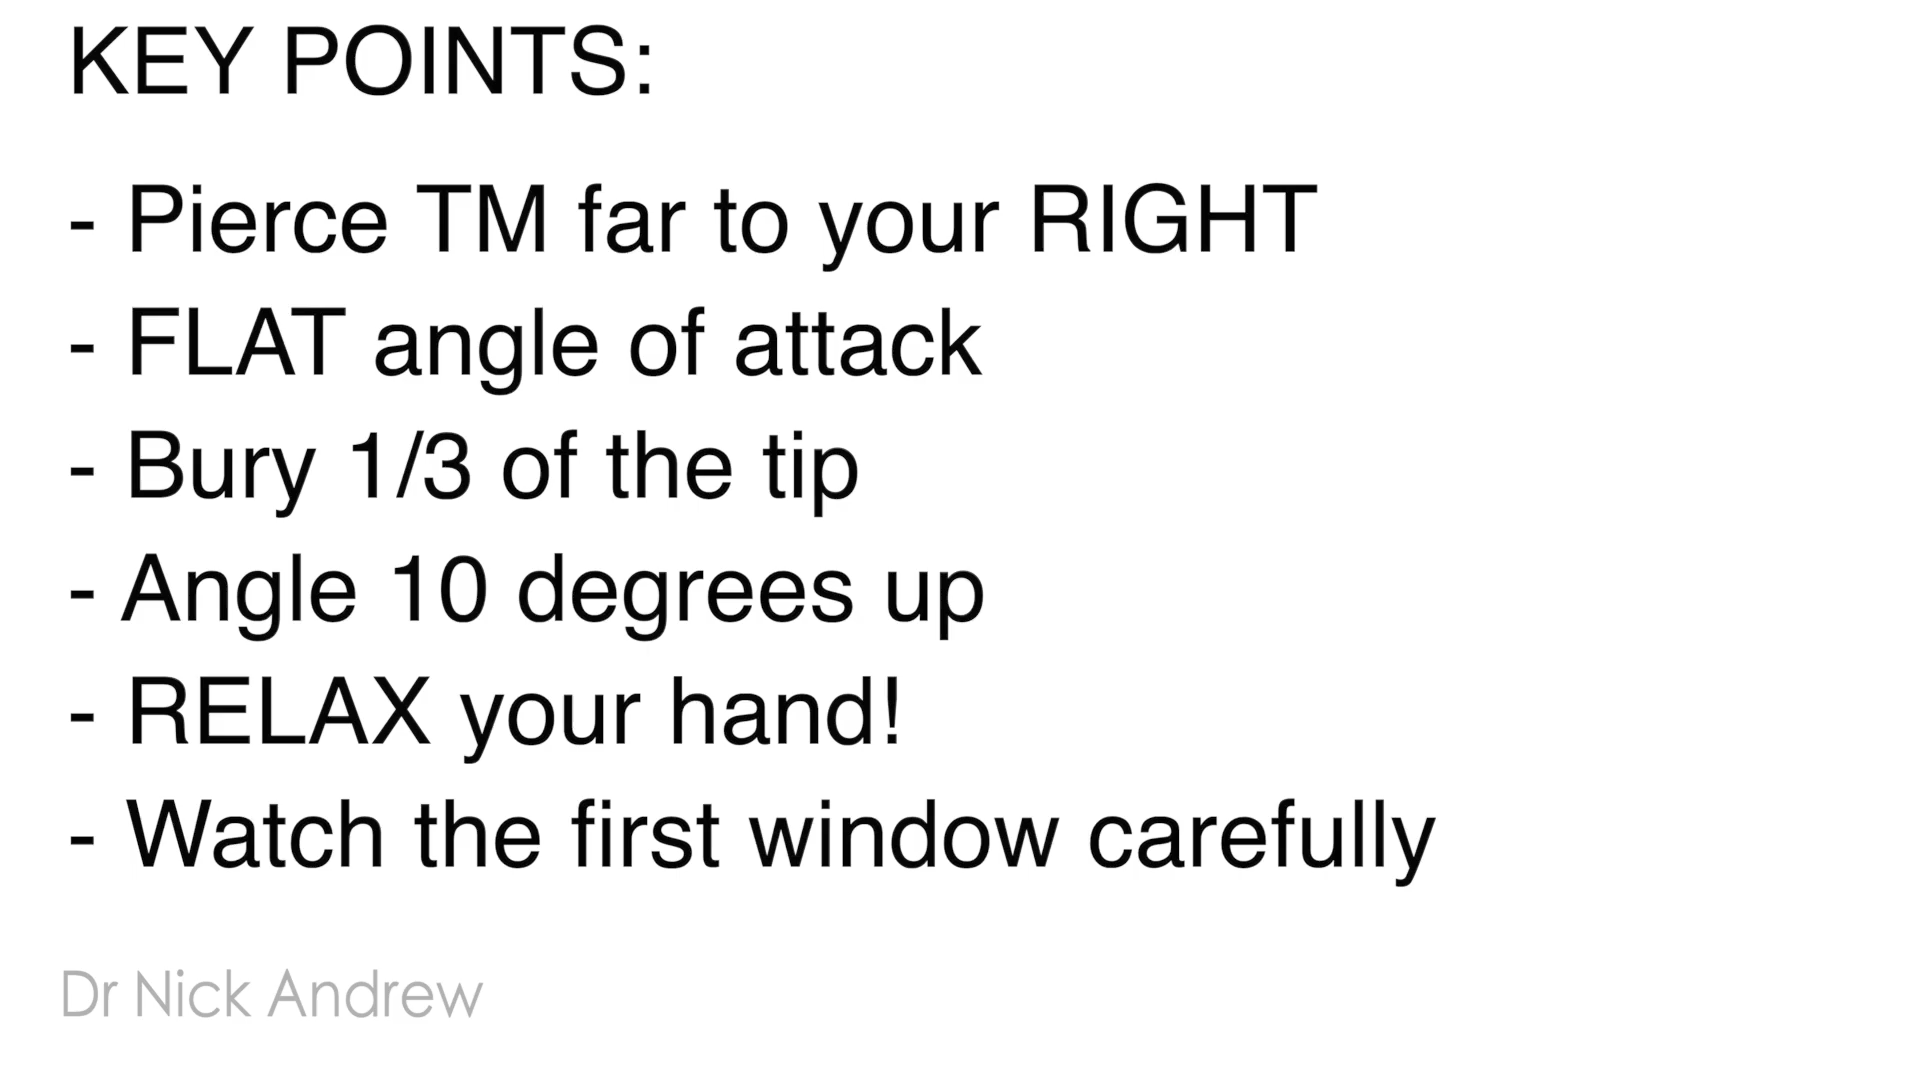 KEY POINTS:
- Pierce TM far to your RIGHT
- FLAT angle of attack
- Bury 1/3 of the tip
- Angle 10 degrees up
- RELAX your hand!
- Watch the first window carefully
Dr Nick Andrew